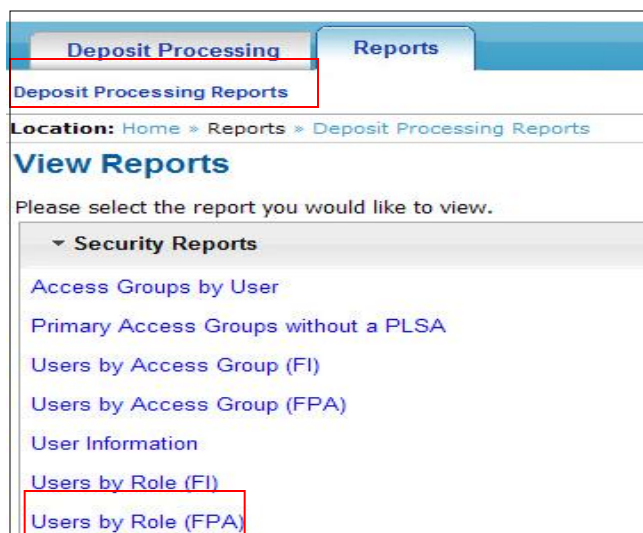 Deposit Processing Reports
Deposit Processing Reports
Location: Home » Reports » Deposit Processing Reports
View Reports
Please select the report you would like to view.
Security Reports
Access Groups by User
Primary Access Groups without a PLSA
Users by Access Group (FI)
Users by Access Group (FPA)
User Information
Users by Role (FI)
Users by Role (FPA)